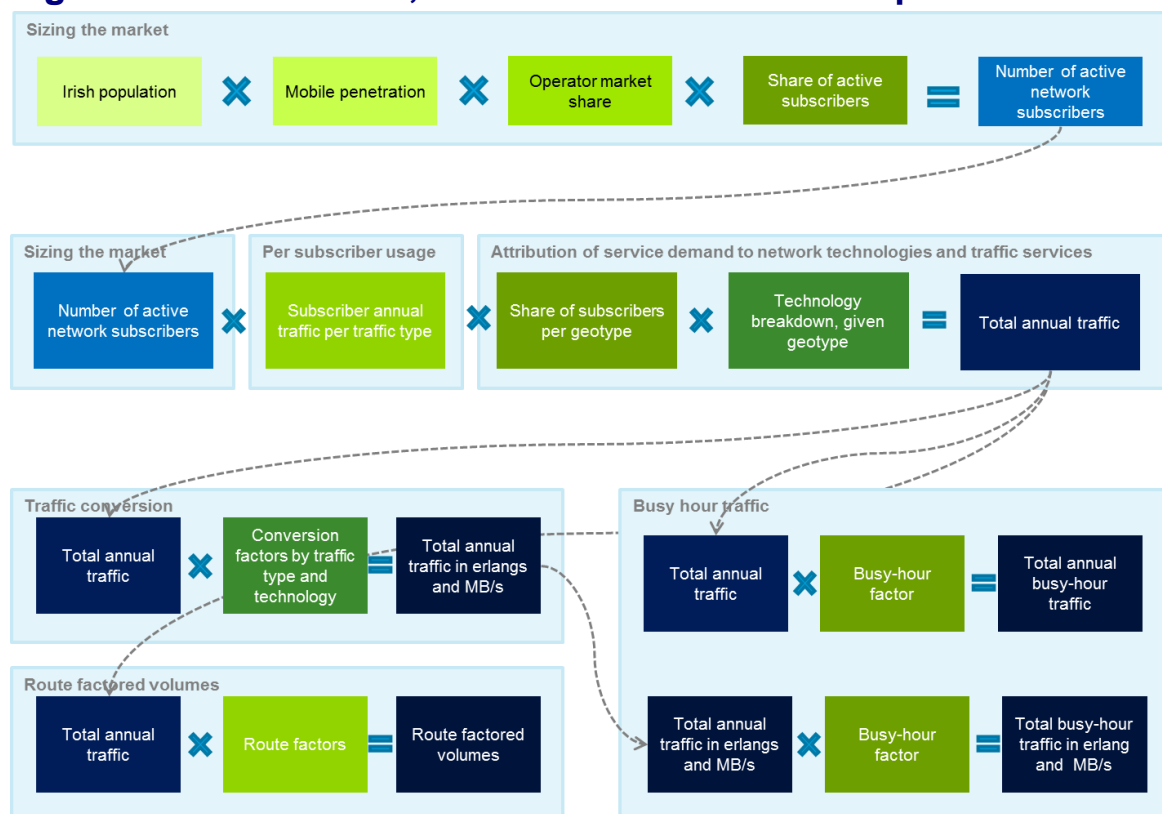 Sizing the market
Irish population
Mobile penetration
Operator market
share
Share of active
subscribers
Number of active
network
subscribers
Sizing the market
Number of active
network subscribers
Per subscriber usage
Subscriber annual
traffic per traffic type
Attribution of service demand to network technologies and traffic services
Share of subscribers
per geotype
Technology
breakdown, given
geotype
Total annual traffic
Traffic conversion
Total annual
traffic
Conversion
factors by traffic
type and
technology
Total annual
traffic in erlangs
and MB/s
Busy hour traffic
Total annual
traffic
Busy-hour
factor
Total annual
busy-hour
traffic
Route factored volumes
Total annual
traffic
Route factors
Route factored
volumes
Total annual
traffic in erlangs
and MB/s
Busy-hour
factor
Total busy-hour
traffic in erlang
and MB/s